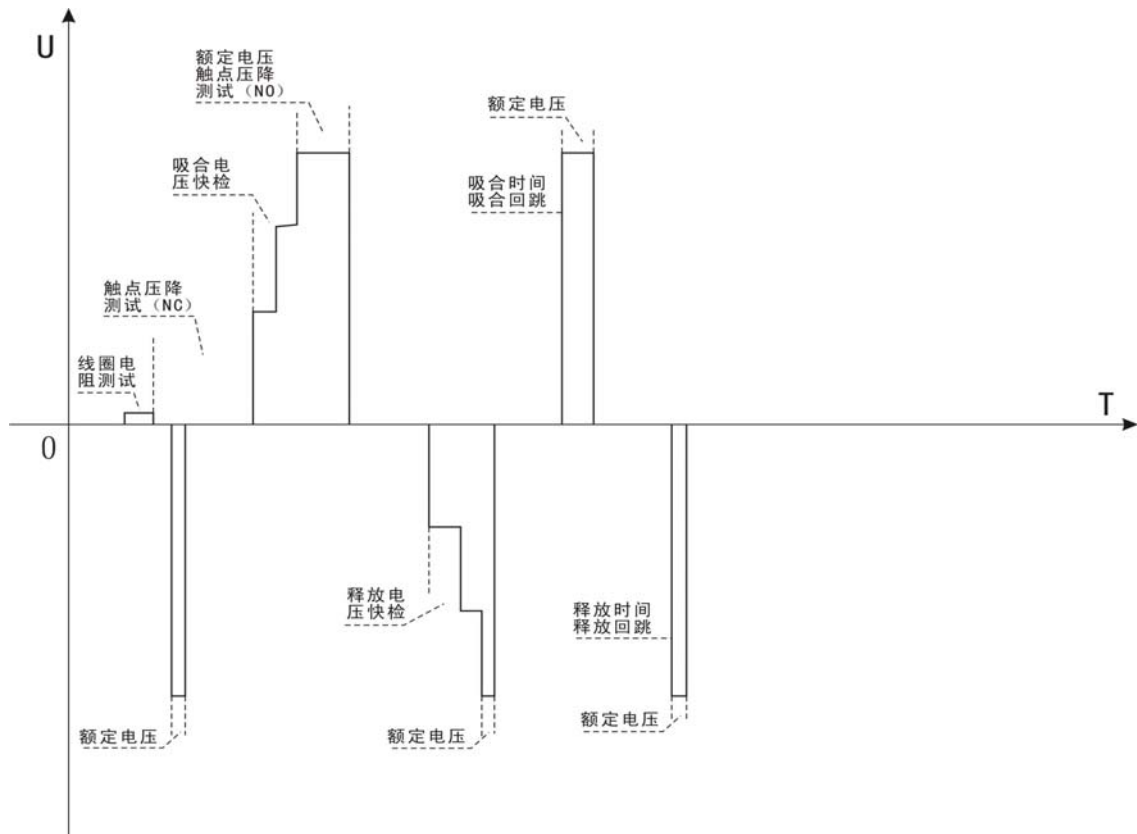 U
额定电压
触点压降
测试（NO）
额定电压
吸合电
压快检
吸合时间
吸合回跳
触点压降
测试（NC）
线圈电
阻测试
T
0
释放电
压快检
释放时间
释放回跳
额定电压
额定电压
额定电压